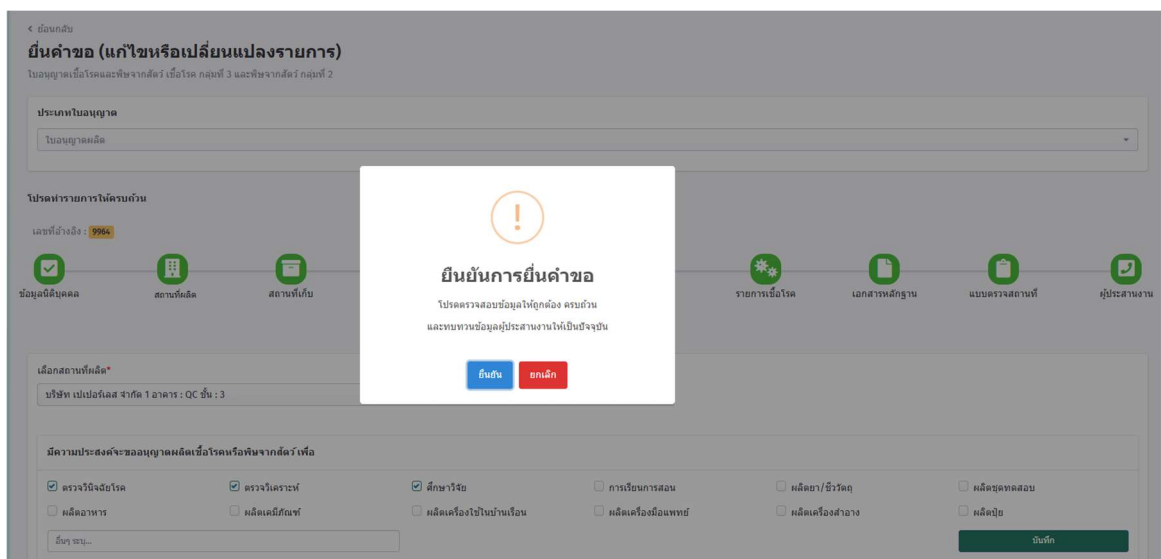 < ย้อนกลับ
ยื่นคำขอ (แก้ไขหรือเปลี่ยนแปลงรายการ)
ใบอนุญาตเชื้อโรคและพิษจากสัตว์ เชื้อโรค กลุ่มที่ 3 และพิษจากสัตว์ กลุ่มที่ 2
ประเภทใบอนุญาต
ใบอนุญาตผลิต
โปรดทำรายการให้ครบถ้วน
เลขที่อ้างอิง : 9964
ข้อมูลนิติบุคคล
สถานที่ผลิต
สถานที่เก็บ
รายการเชื้อโรค
เอกสารหลักฐาน
แบบตรวจสถานที่
ผู้ประสานงาน
!
ยืนยันการยื่นคำขอ
โปรดตรวจสอบข้อมูลให้ถูกต้อง ครบถ้วน
และทบทวนข้อมูลผู้ประสานงานให้เป็นปัจจุบัน
ยืนยัน ยกเลิก
เลือกสถานที่ผลิต*
บริษัท เปเปอร์เลส จำกัด 1 อาคาร : QC ชั้น : 3
มีความประสงค์จะขออนุญาตผลิตเชื้อโรคหรือพิษจากสัตว์ เพื่อ
ตรวจวินิจฉัยโรค ตรวจวิเคราะห์ ศึกษาวิจัย การเรียนการสอน ผลิตยา/ชีววัตถุ ผลิตชุดทดสอบ
ผลิตอาหาร ผลิตเคมีภัณฑ์ ผลิตเครื่องใช้ในบ้านเรือน ผลิตเครื่องมือแพทย์ ผลิตเครื่องสำอาง ผลิตปุ๋ย
อื่นๆ ระบุ... บันทึก